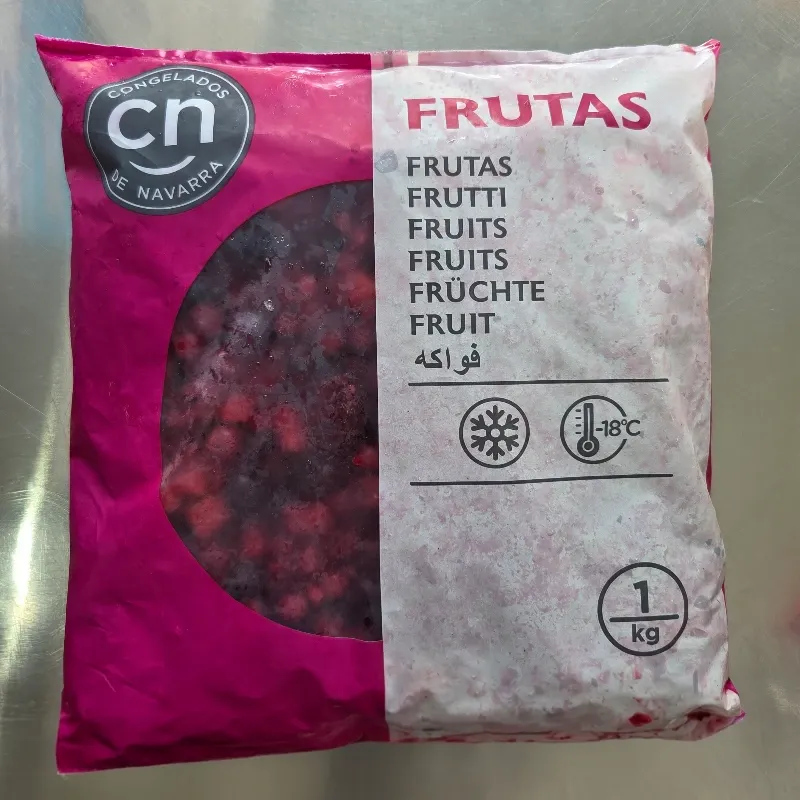 CONGELADOS
cn
DE NAVARRA
FRUTAS
FRUTAS
FRUTTI
FRUITS
FRUITS
FRÜCHTE
FRUIT
فواكه
-18°C
1
kg